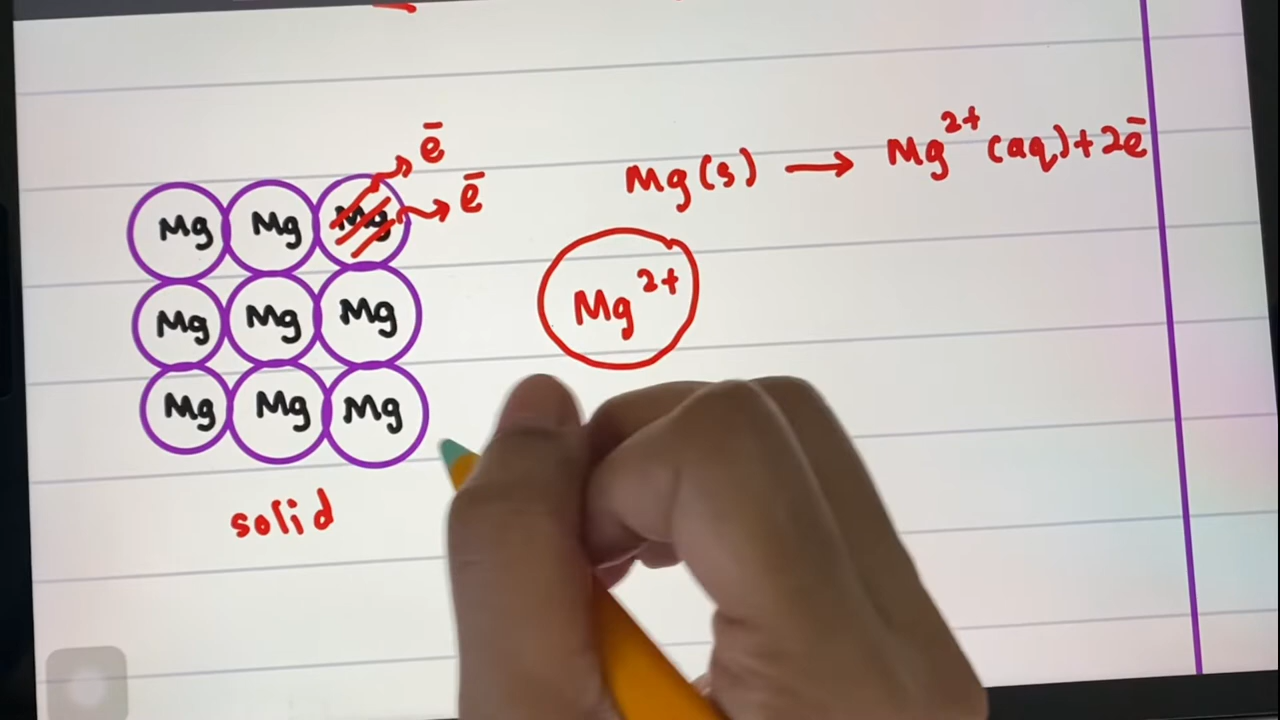 ē
ē
Mg(s) → Mg²⁺(aq)+2ē
Mg Mg Mg
Mg²⁺
Mg Mg Mg
Mg Mg Mg
solid